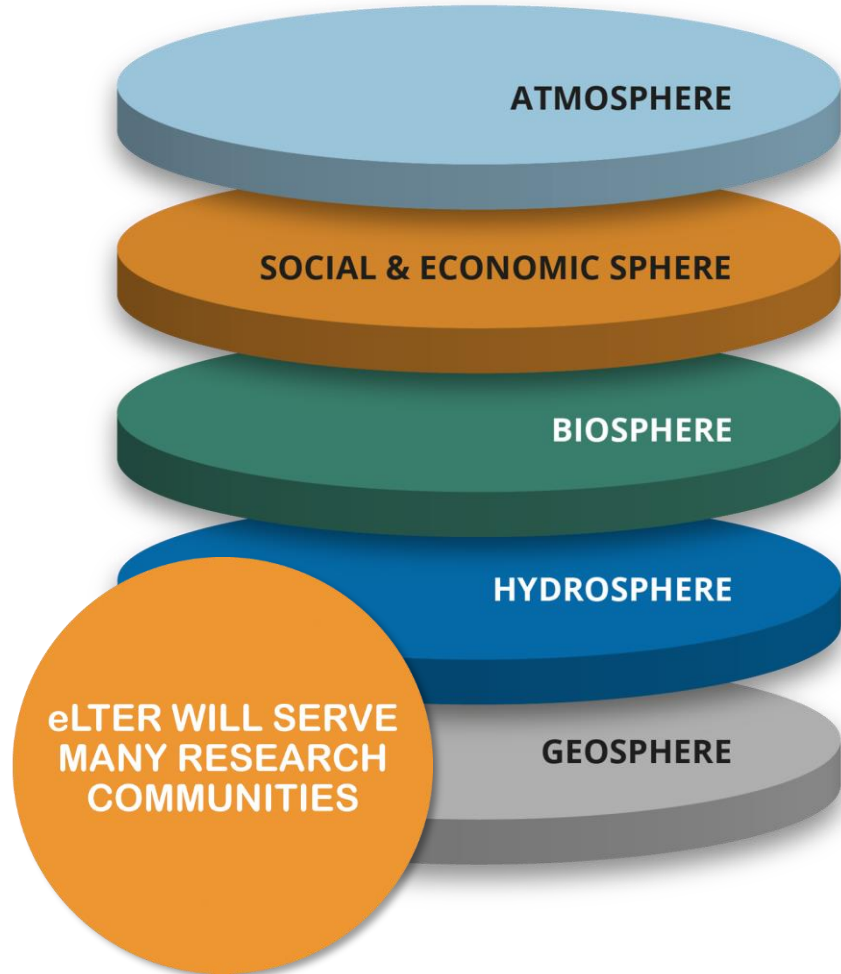 ATMOSPHERE
SOCIAL & ECONOMIC SPHERE
BIOSPHERE
HYDROSPHERE
GEOSPHERE
eLTER WILL SERVE
MANY RESEARCH
COMMUNITIES